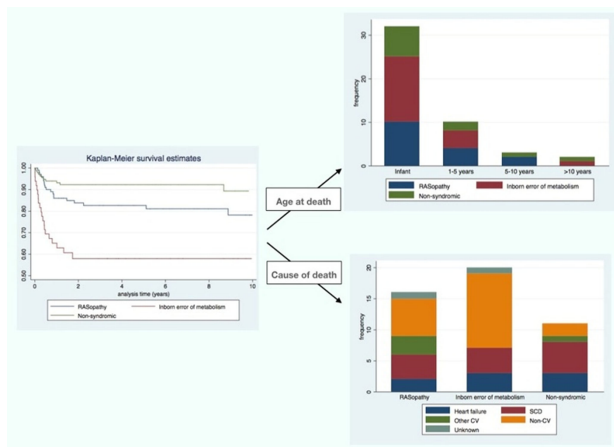 Kaplan-Meier survival estimates
1.00
0.90
0.80
0.70
0.60
0.50
0 2 4 6 8 10
analysis time (years)
RASopathy Inborn error of metabolism
Non-syndromic
Age at death
Cause of death
frequency
30
20
10
0
Infant 1-5 years 5-10 years >10 years
RASopathy Inborn error of metabolism
Non-syndromic
frequency
20
15
10
5
0
RASopathy Inborn error of metabolism Non-syndromic
Heart failure SCD
Other CV Non-CV
Unknown